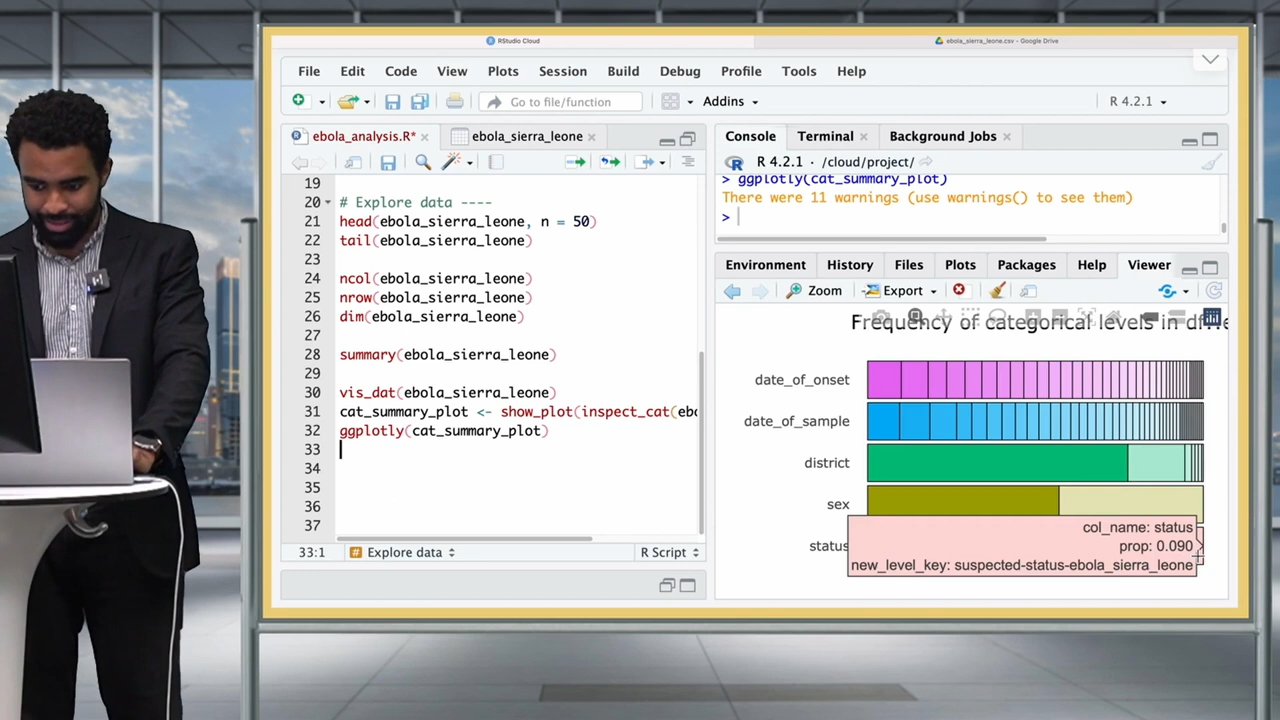 RStudio Cloud
ebola_sierra_leone.csv - Google Drive
File Edit Code View Plots Session Build Debug Profile Tools Help
Go to file/function Addins R 4.2.1
ebola_analysis.R* ebola_sierra_leone
19
20 # Explore data ----
21 head(ebola_sierra_leone, n = 50)
22 tail(ebola_sierra_leone)
23
24 ncol(ebola_sierra_leone)
25 nrow(ebola_sierra_leone)
26 dim(ebola_sierra_leone)
27
28 summary(ebola_sierra_leone)
29
30 vis_dat(ebola_sierra_leone)
31 cat_summary_plot <- show_plot(inspect_cat(ebo
32 ggplotly(cat_summary_plot)
33
34
35
36
37
33:1 # Explore data R Script
Console Terminal Background Jobs
R R 4.2.1 · /cloud/project/
> ggplotly(cat_summary_plot)
There were 11 warnings (use warnings() to see them)
>
Environment History Files Plots Packages Help Viewer
Zoom Export
Frequency of categorical levels in df::e
date_of_onset
date_of_sample
district
sex
status
col_name: status
prop: 0.090
new_level_key: suspected-status-ebola_sierra_leone